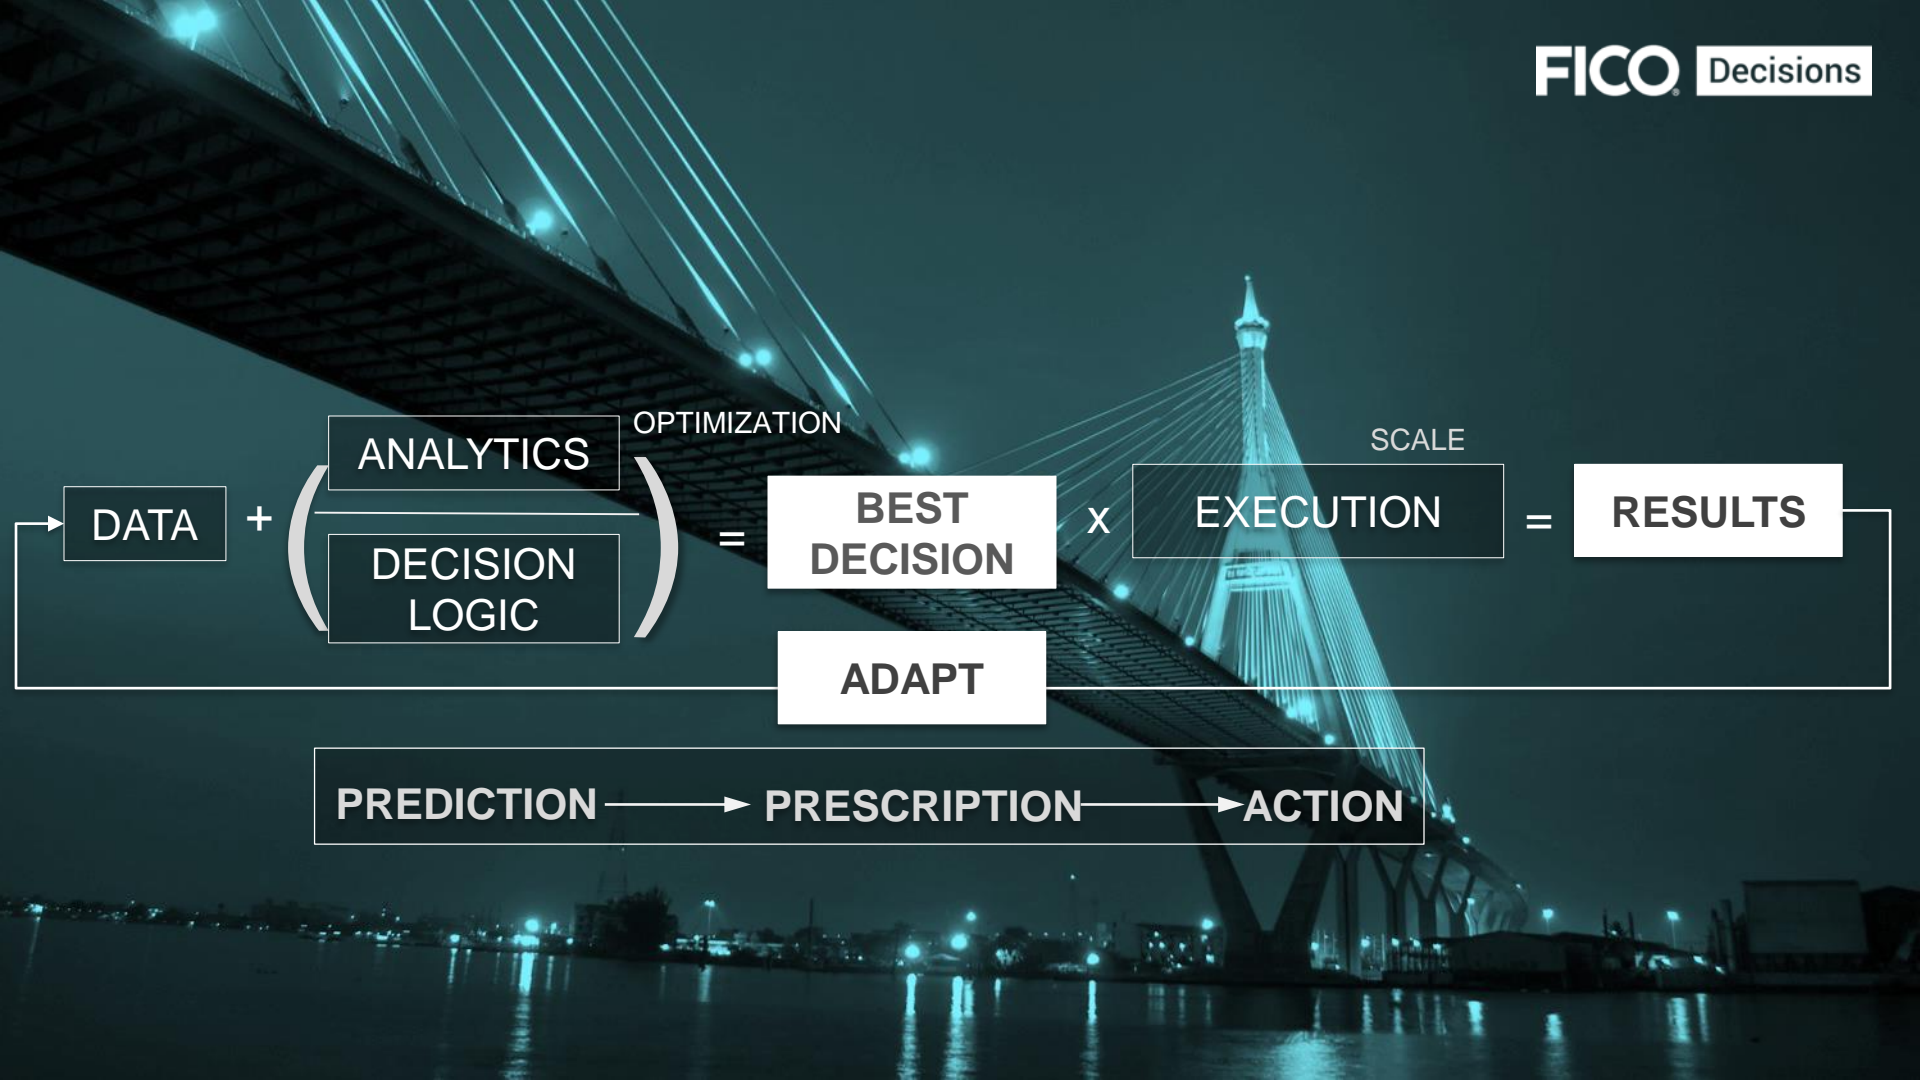 FICO® Decisions
OPTIMIZATION
SCALE
ANALYTICS
DATA + ( DECISION
LOGIC ) = BEST
DECISION x EXECUTION = RESULTS
ADAPT
PREDICTION PRESCRIPTION ACTION